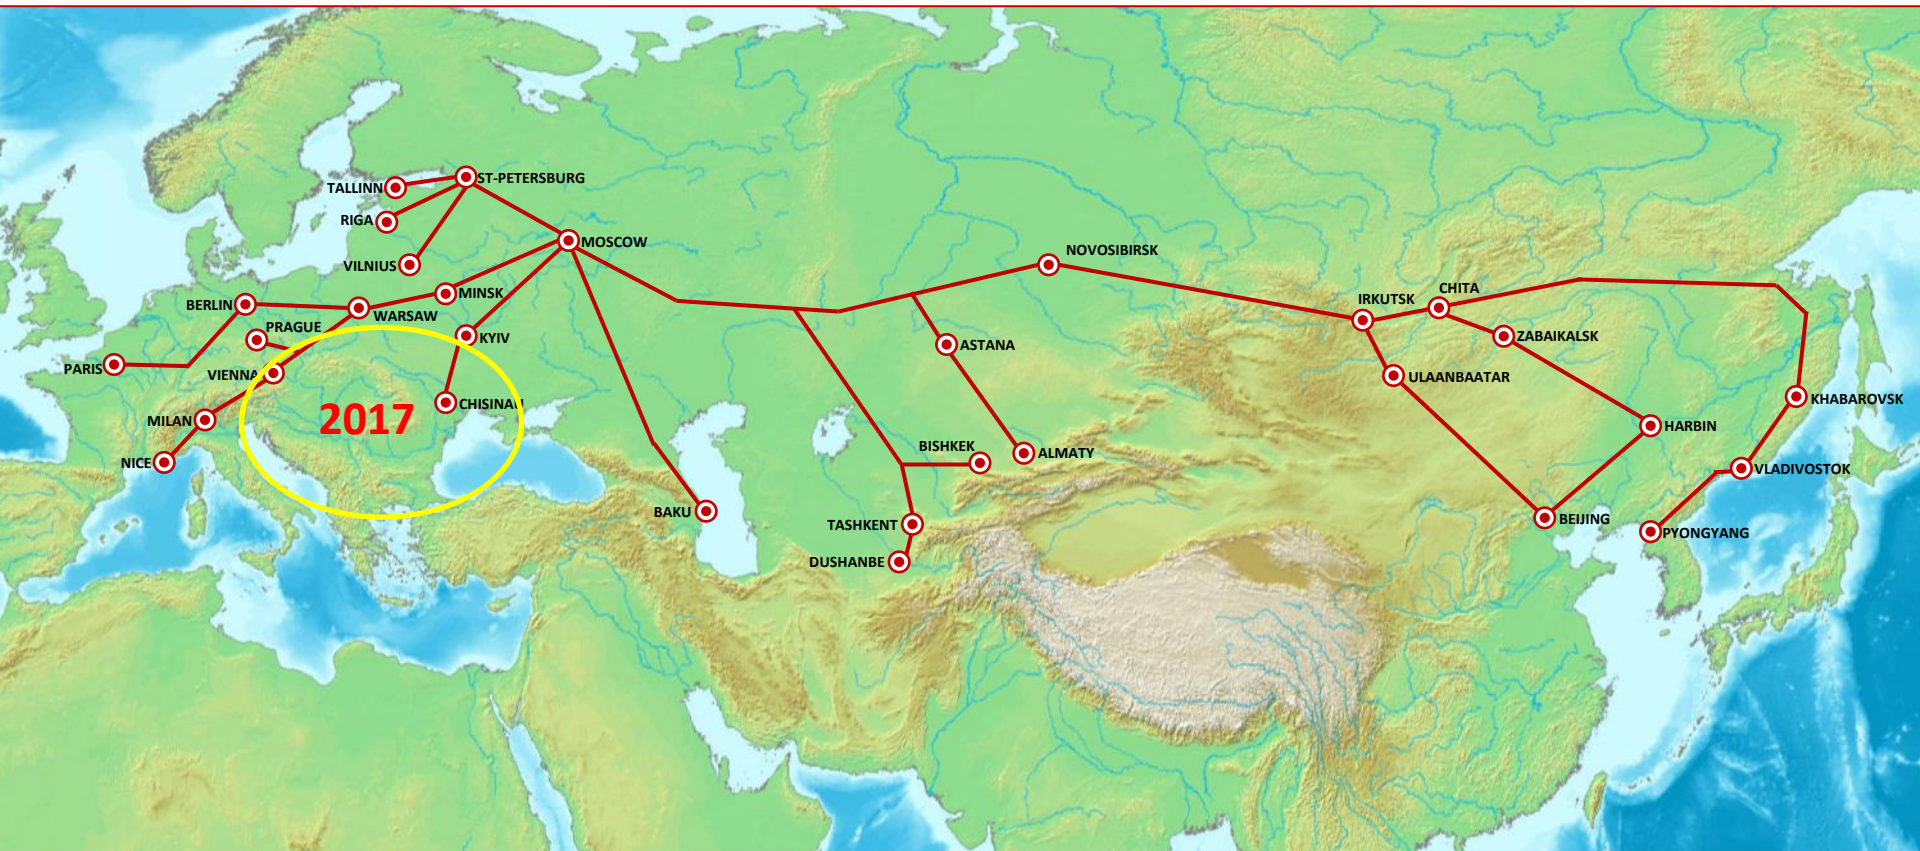 TALLINN
ST-PETERSBURG
RIGA
MOSCOW
VILNIUS
NOVOSIBIRSK
MINSK
BERLIN
WARSAW
PRAGUE
KYIV
PARIS
VIENNA
CHISINAU
2017
MILAN
NICE
BAKU
ASTANA
BISHKEK
ALMATY
TASHKENT
DUSHANBE
IRKUTSK
CHITA
ZABAIKALSK
ULAANBAATAR
KHABAROVSK
HARBIN
VLADIVOSTOK
BEIJING
PYONGYANG